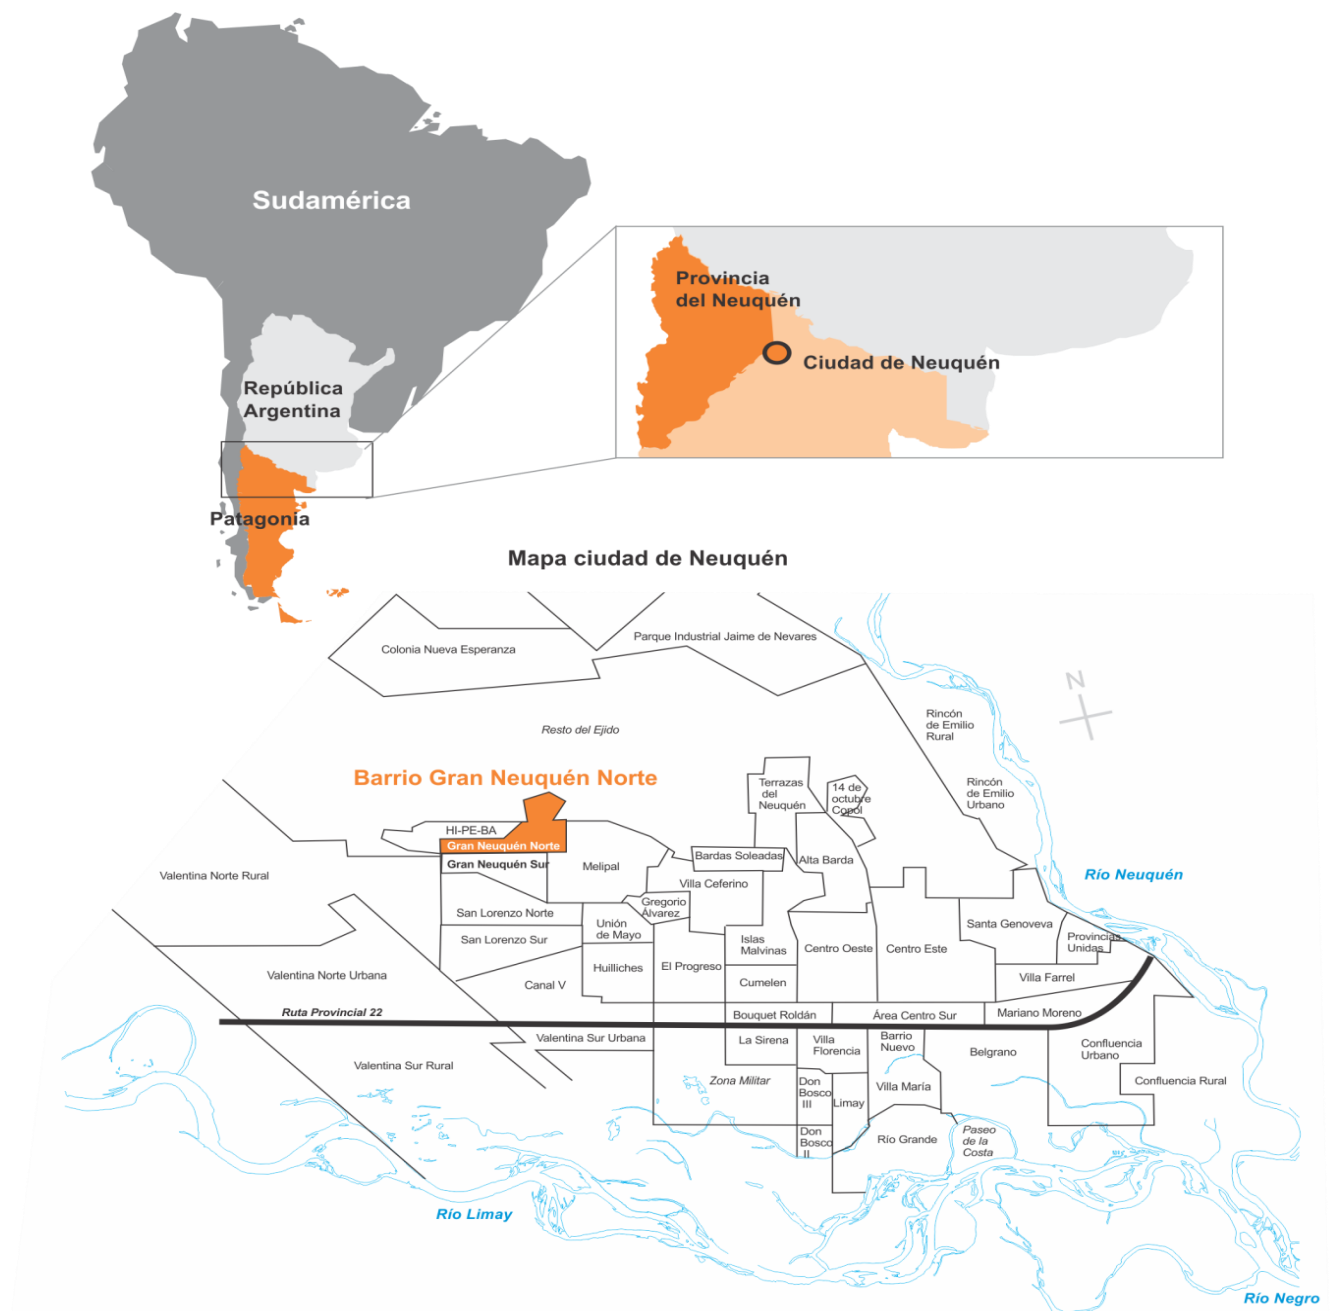 Sudamérica
Provincia
del Neuquén
Ciudad de Neuquén
República
Argentina
Patagonia
Mapa ciudad de Neuquén
Colonia Nueva Esperanza
Parque Industrial Jaime de Nevares
N
Rincón
de Emilio
Rural
Resto del Ejido
Barrio Gran Neuquén Norte
Terrazas
del
Neuquén
14 de
octubre
Copol
Rincón
de Emilio
Urbano
HI-PE-BA
Gran Neuquén Norte
Gran Neuquén Sur
Melipal
Bardas Soleadas
Alta Barda
Valentina Norte Rural
Villa Ceferino
Río Neuquén
Gregorio
Álvarez
San Lorenzo Norte
Unión
de Mayo
Santa Genoveva
San Lorenzo Sur
Islas
Malvinas
Centro Oeste
Centro Este
Provincias
Unidas
Valentina Norte Urbana
Huilliches
El Progreso
Canal V
Cumelen
Villa Farrel
Ruta Provincial 22
Bouquet Roldán
Área Centro Sur
Mariano Moreno
Valentina Sur Urbana
La Sirena
Villa
Florencia
Barrio
Nuevo
Belgrano
Confluencia
Urbano
Valentina Sur Rural
Zona Militar
Don
Bosco
III
Limay
Villa María
Confluencia Rural
Don
Bosco
II
Río Grande
Paseo
de la
Costa
Río Limay
Río Negro